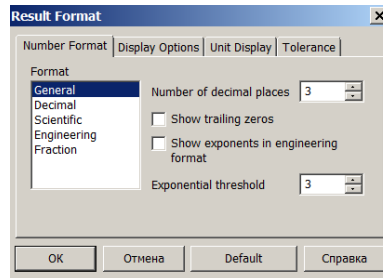 Result Format
Number Format Display Options Unit Display Tolerance
Format
General
Decimal
Scientific
Engineering
Fraction
Number of decimal places 3
Show trailing zeros
Show exponents in engineering
format
Exponential threshold 3
OK Отмена Default Справка